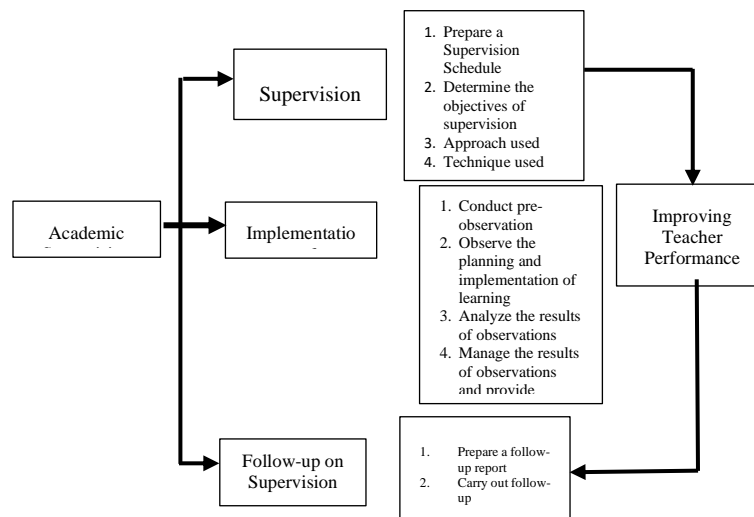 1. Prepare a
Supervision
Schedule
2. Determine the
objectives of
supervision
3. Approach used
4. Technique used
Supervision
Academic
Implementatio
1. Conduct pre-
observation
2. Observe the
planning and
implementation of
learning
3. Analyze the results
of observations
4. Manage the results
of observations
and provide
Improving
Teacher
Performance
Follow-up on
Supervision
1. Prepare a follow-
up report
2. Carry out follow-
up